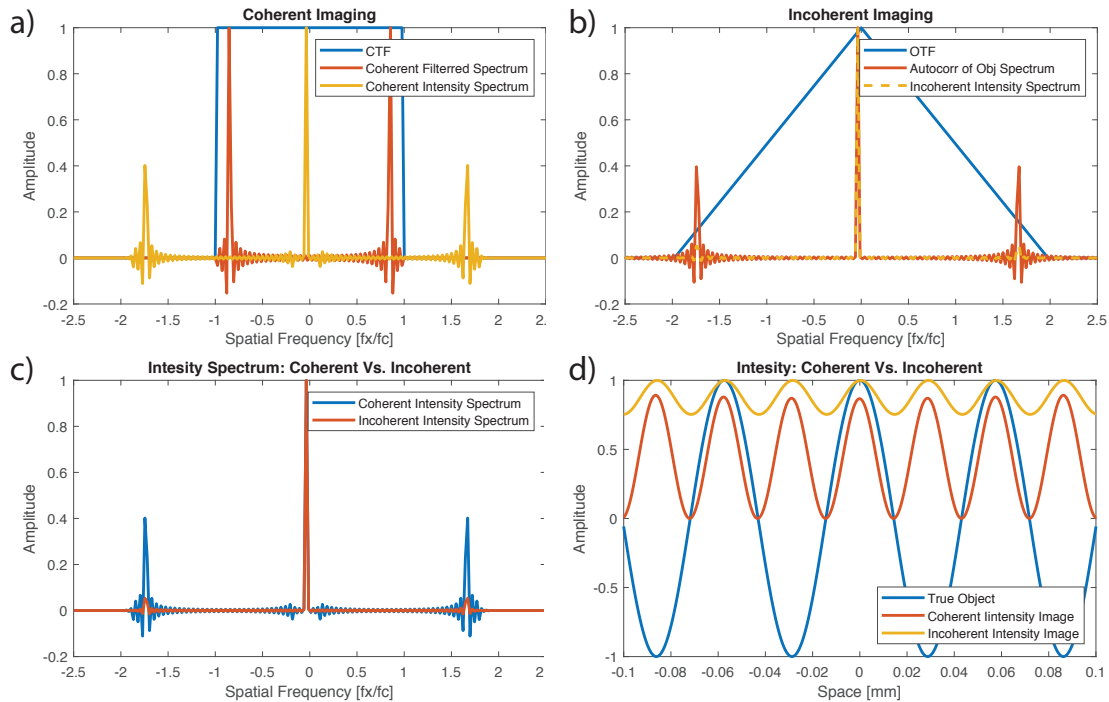 a)
Coherent Imaging
1
0.8
0.6
0.4
0.2
0
-0.2
Amplitude
CTF
Coherent Filterred Spectrum
Coherent Intensity Spectrum
-2.5 -2 -1.5 -1 -0.5 0 0.5 1 1.5 2 2.
Spatial Frequency [fx/fc]
b)
Incoherent Imaging
1
0.8
0.6
0.4
0.2
0
-0.2
Amplitude
OTF
Autocorr of Obj Spectrum
Incoherent Intensity Spectrum
-2.5 -2 -1.5 -1 -0.5 0 0.5 1 1.5 2 2.5
Spatial Frequency [fx/fc]
c)
Intesity Spectrum: Coherent Vs. Incoherent
1
0.8
0.6
0.4
0.2
0
-0.2
Amplitude
Coherent Intensity Spectrum
Incoherent Intensity Spectrum
-2.5 -2 -1.5 -1 -0.5 0 0.5 1 1.5 2 2.
Spatial Frequency [fx/fc]
d)
Intesity: Coherent Vs. Incoherent
1
0.5
0
-0.5
-1
Amplitude
True Object
Coherent Iintensity Image
Incoherent Intensity Image
-0.1 -0.08 -0.06 -0.04 -0.02 0 0.02 0.04 0.06 0.08 0.1
Space [mm]